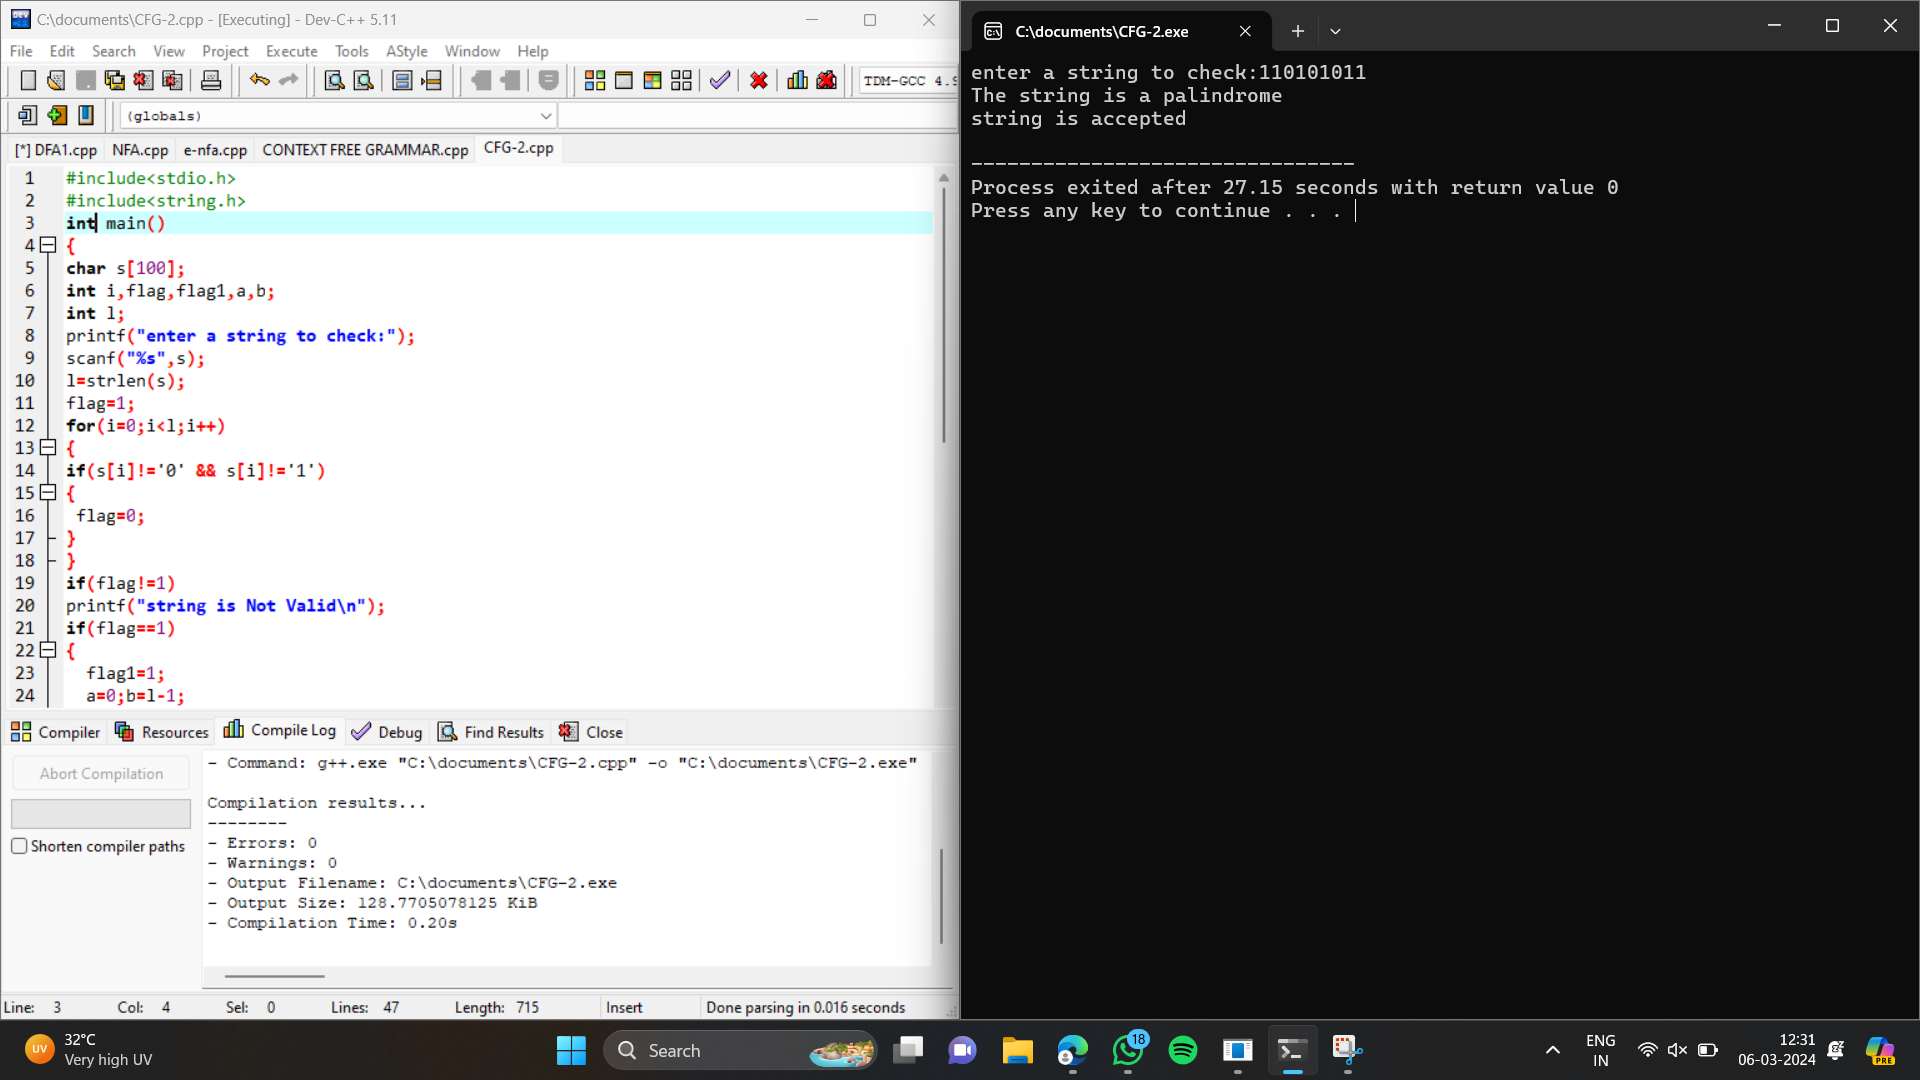 C:\documents\CFG-2.cpp - [Executing] - Dev-C++ 5.11
File Edit Search View Project Execute Tools AStyle Window Help
TDM-GCC 4.9
(globals)
[*] DFA1.cpp NFA.cpp e-nfa.cpp CONTEXT FREE GRAMMAR.cpp CFG-2.cpp
1 #include<stdio.h>
2 #include<string.h>
3 int main()
4 {
5 char s[100];
6 int i,flag,flag1,a,b;
7 int l;
8 printf("enter a string to check:");
9 scanf("%s",s);
10 l=strlen(s);
11 flag=1;
12 for(i=0;i<l;i++)
13 {
14 if(s[i]!='0' && s[i]!='1')
15 {
16 flag=0;
17 }
18 }
19 if(flag!=1)
20 printf("string is Not Valid\n");
21 if(flag==1)
22 {
23 flag1=1;
24 a=0;b=l-1;
Compiler Resources Compile Log Debug Find Results Close
Abort Compilation
Shorten compiler paths
- Command: g++.exe "C:\documents\CFG-2.cpp" -o "C:\documents\CFG-2.exe"
Compilation results...
--------
- Errors: 0
- Warnings: 0
- Output Filename: C:\documents\CFG-2.exe
- Output Size: 128.7705078125 KiB
- Compilation Time: 0.20s
Line: 3 Col: 4 Sel: 0 Lines: 47 Length: 715 Insert Done parsing in 0.016 seconds
C:\documents\CFG-2.exe
enter a string to check:110101011
The string is a palindrome
string is accepted
--------------------------------
Process exited after 27.15 seconds with return value 0
Press any key to continue . . .
UV
32°C
Very high UV
Search
18
ENG
IN
12:31
06-03-2024
PRE